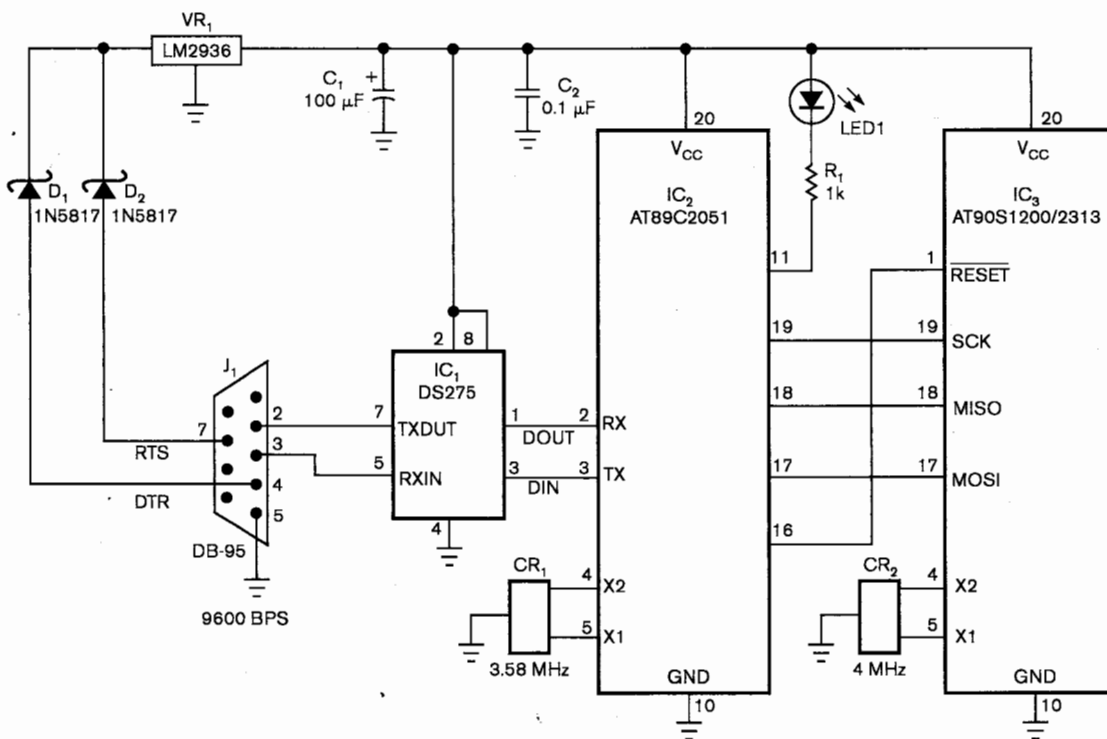 VR1
LM2936
C1
+
100 µF
C2
0.1 µF
LED1
R1
1k
D1
1N5817
D2
1N5817
20
VCC
IC2
AT89C2051
20
VCC
IC3
AT90S1200/2313
11
1
RESET
2
8
IC1
DS275
19
19
SCK
J1
7
2
7
TXDUT
1
DOUT
2
RX
18
18
MISO
RTS
3
5
RXIN
3
DIN
3
TX
17
17
MOSI
DTR
4
5
4
16
DB-95
9600 BPS
CR1
4
X2
5
X1
3.58 MHz
CR2
4
X2
5
X1
4 MHz
GND
10
GND
10